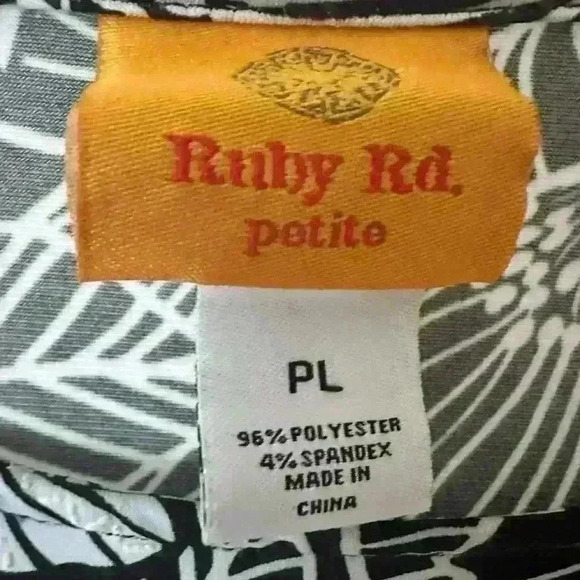 Ruby Rd.
petite
PL
96% POLYESTER
4% SPANDEX
MADE IN
CHINA